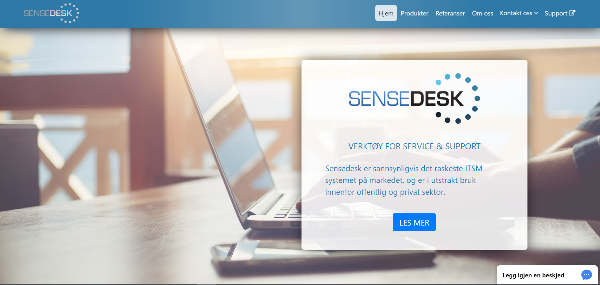 SENSEDESK
Hjem Produkter Referanser Om oss Kontakt oss Support
SENSEDESK
VERKTØY FOR SERVICE & SUPPORT
Sensedesk er sannsynligvis det raskeste ITSM
systemet på markedet, og er i utstrakt bruk
innenfor offentlig og privat sektor.
LES MER
Legg igjen en beskjed